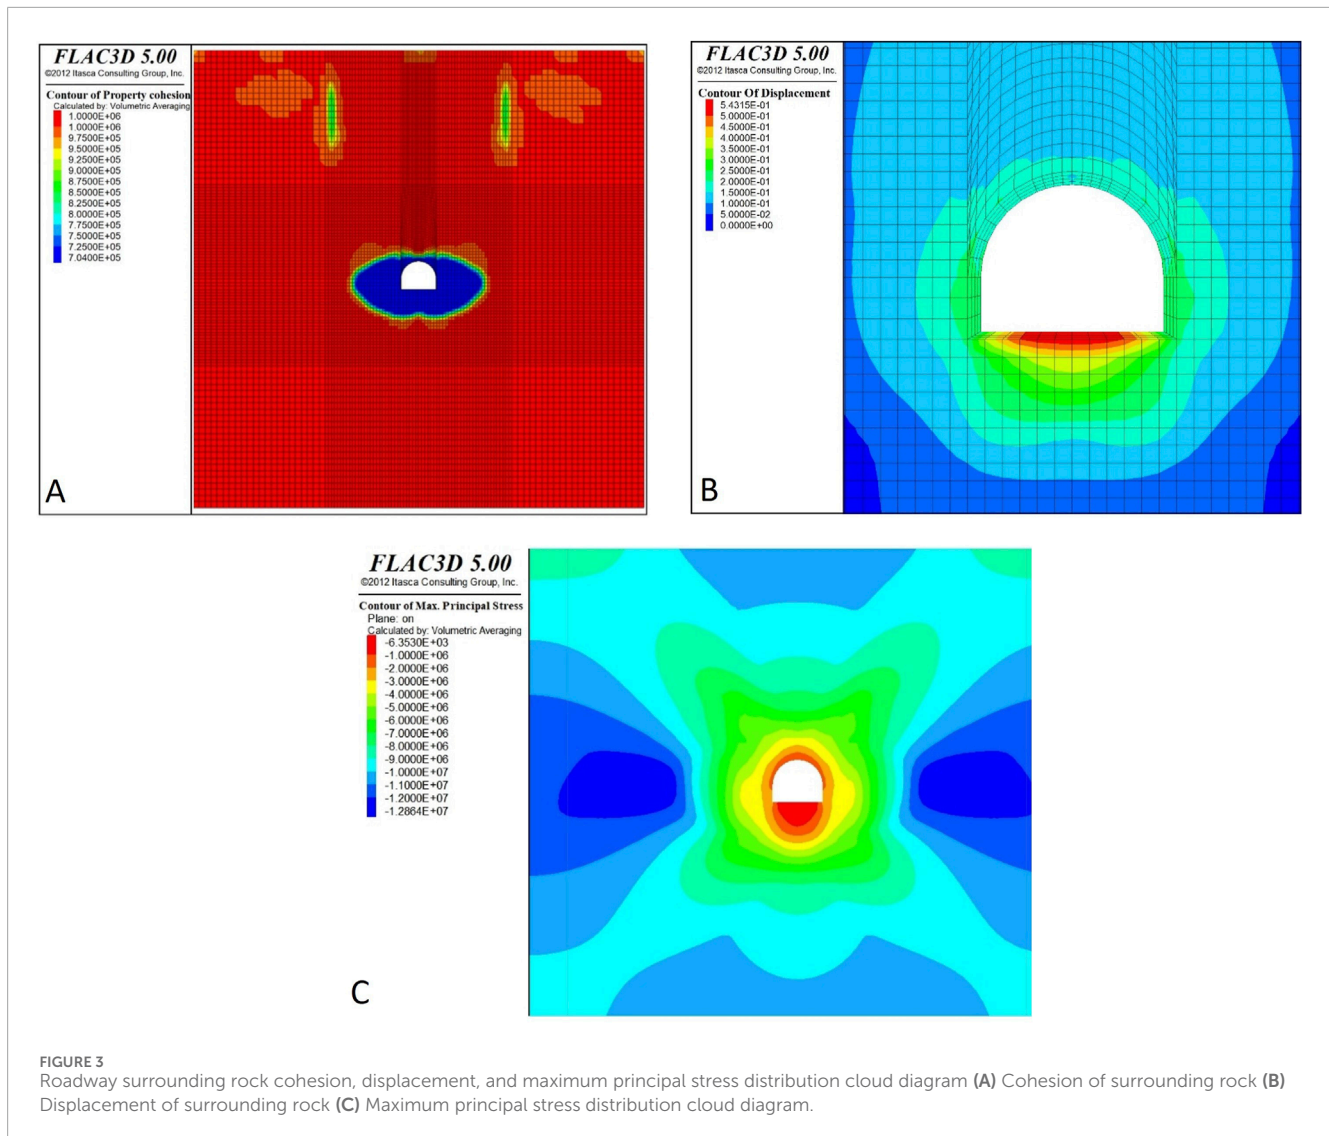 FLAC3D 5.00
©2012 Itasca Consulting Group, Inc.
Contour of Property cohesion
Calculated by: Volumetric Averaging
1.0000E+06
1.0000E+06
9.7500E+05
9.5000E+05
9.2500E+05
9.0000E+05
8.7500E+05
8.5000E+05
8.2500E+05
8.0000E+05
7.7500E+05
7.5000E+05
7.2500E+05
7.0400E+05
A
FLAC3D 5.00
©2012 Itasca Consulting Group, Inc.
Contour Of Displacement
5.4315E-01
5.0000E-01
4.5000E-01
4.0000E-01
3.5000E-01
3.0000E-01
2.5000E-01
2.0000E-01
1.5000E-01
1.0000E-01
5.0000E-02
0.0000E+00
B
FLAC3D 5.00
©2012 Itasca Consulting Group, Inc.
Contour of Max. Principal Stress
Plane: on
Calculated by: Volumetric Averaging
-6.3530E+03
-1.0000E+06
-2.0000E+06
-3.0000E+06
-4.0000E+06
-5.0000E+06
-6.0000E+06
-7.0000E+06
-8.0000E+06
-9.0000E+06
-1.0000E+07
-1.1000E+07
-1.2000E+07
-1.2864E+07
C
FIGURE 3
Roadway surrounding rock cohesion, displacement, and maximum principal stress distribution cloud diagram (A) Cohesion of surrounding rock (B)
Displacement of surrounding rock (C) Maximum principal stress distribution cloud diagram.